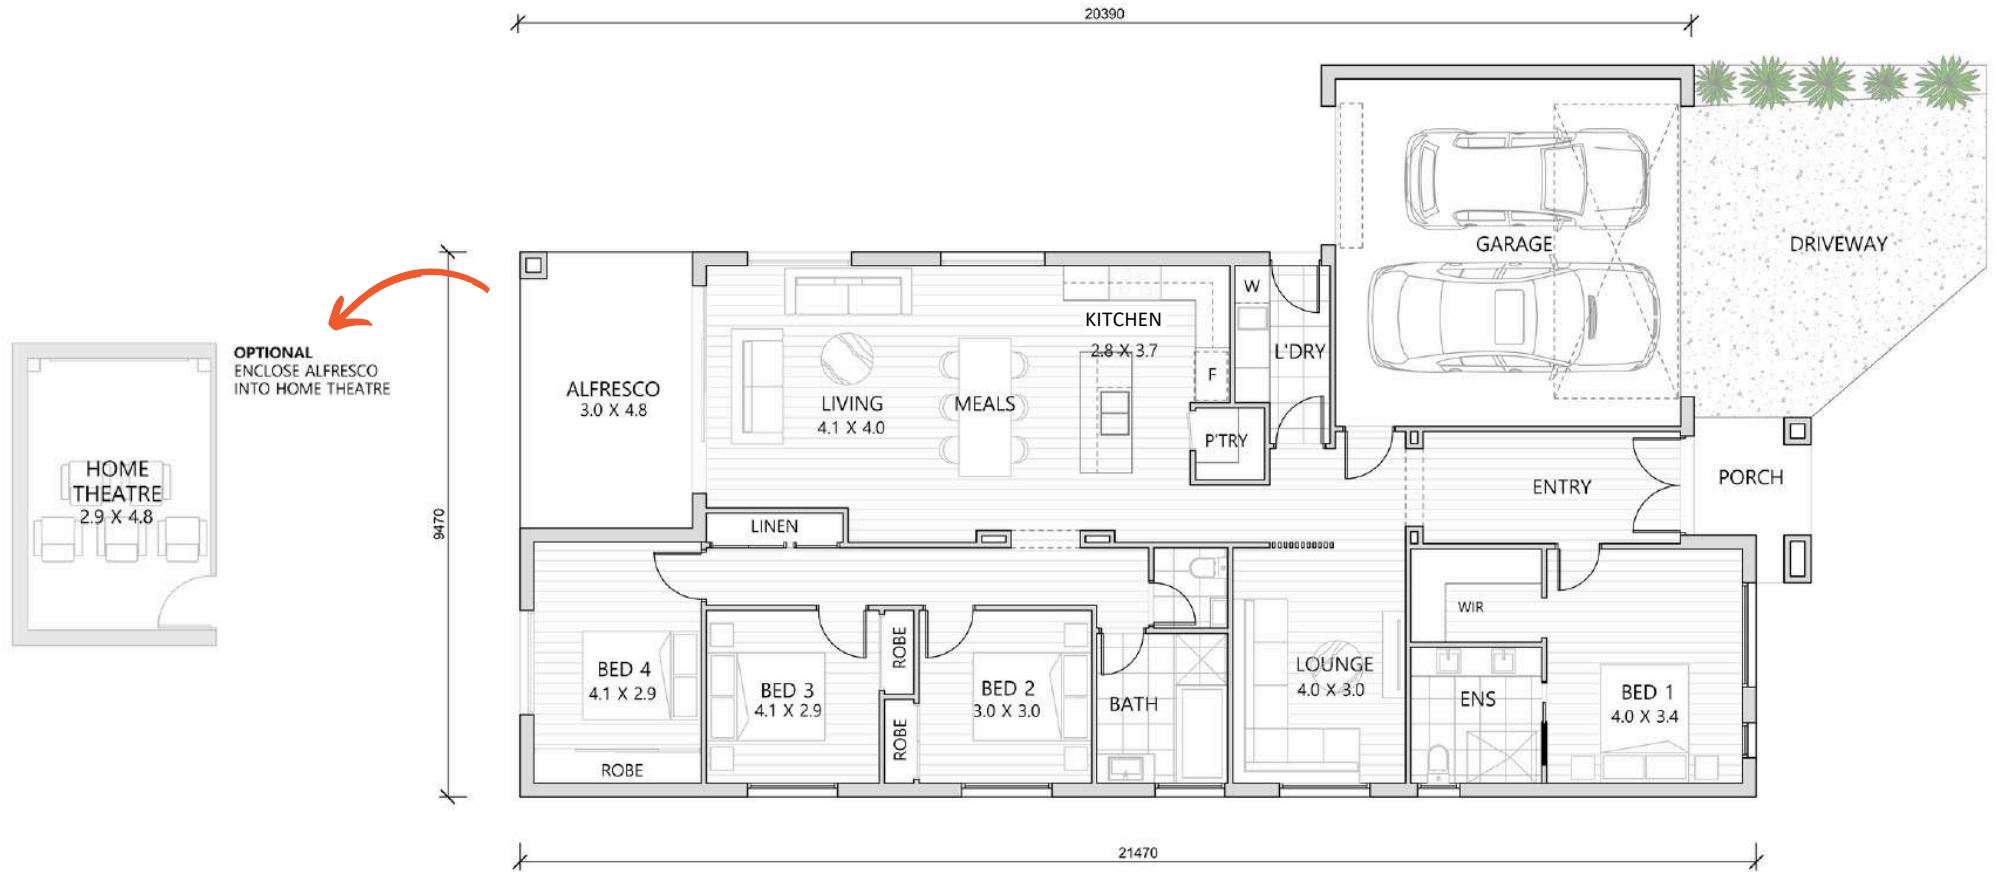 20390
GARAGE
DRIVEWAY
W
KITCHEN
2.8 X 3.7
L'DRY
OPTIONAL
ENCLOSE ALFRESCO
INTO HOME THEATRE
F
ALFRESCO
3.0 X 4.8
LIVING
4.1 X 4.0
MEALS
P'TRY
HOME
THEATRE
2.9 X 4.8
PORCH
ENTRY
9470
LINEN
WIR
ROBE
BED 4
4.1 X 2.9
BED 3
4.1 X 2.9
BED 2
3.0 X 3.0
LOUNGE
4.0 X 3.0
BATH
ENS
BED 1
4.0 X 3.4
ROBE
ROBE
21470